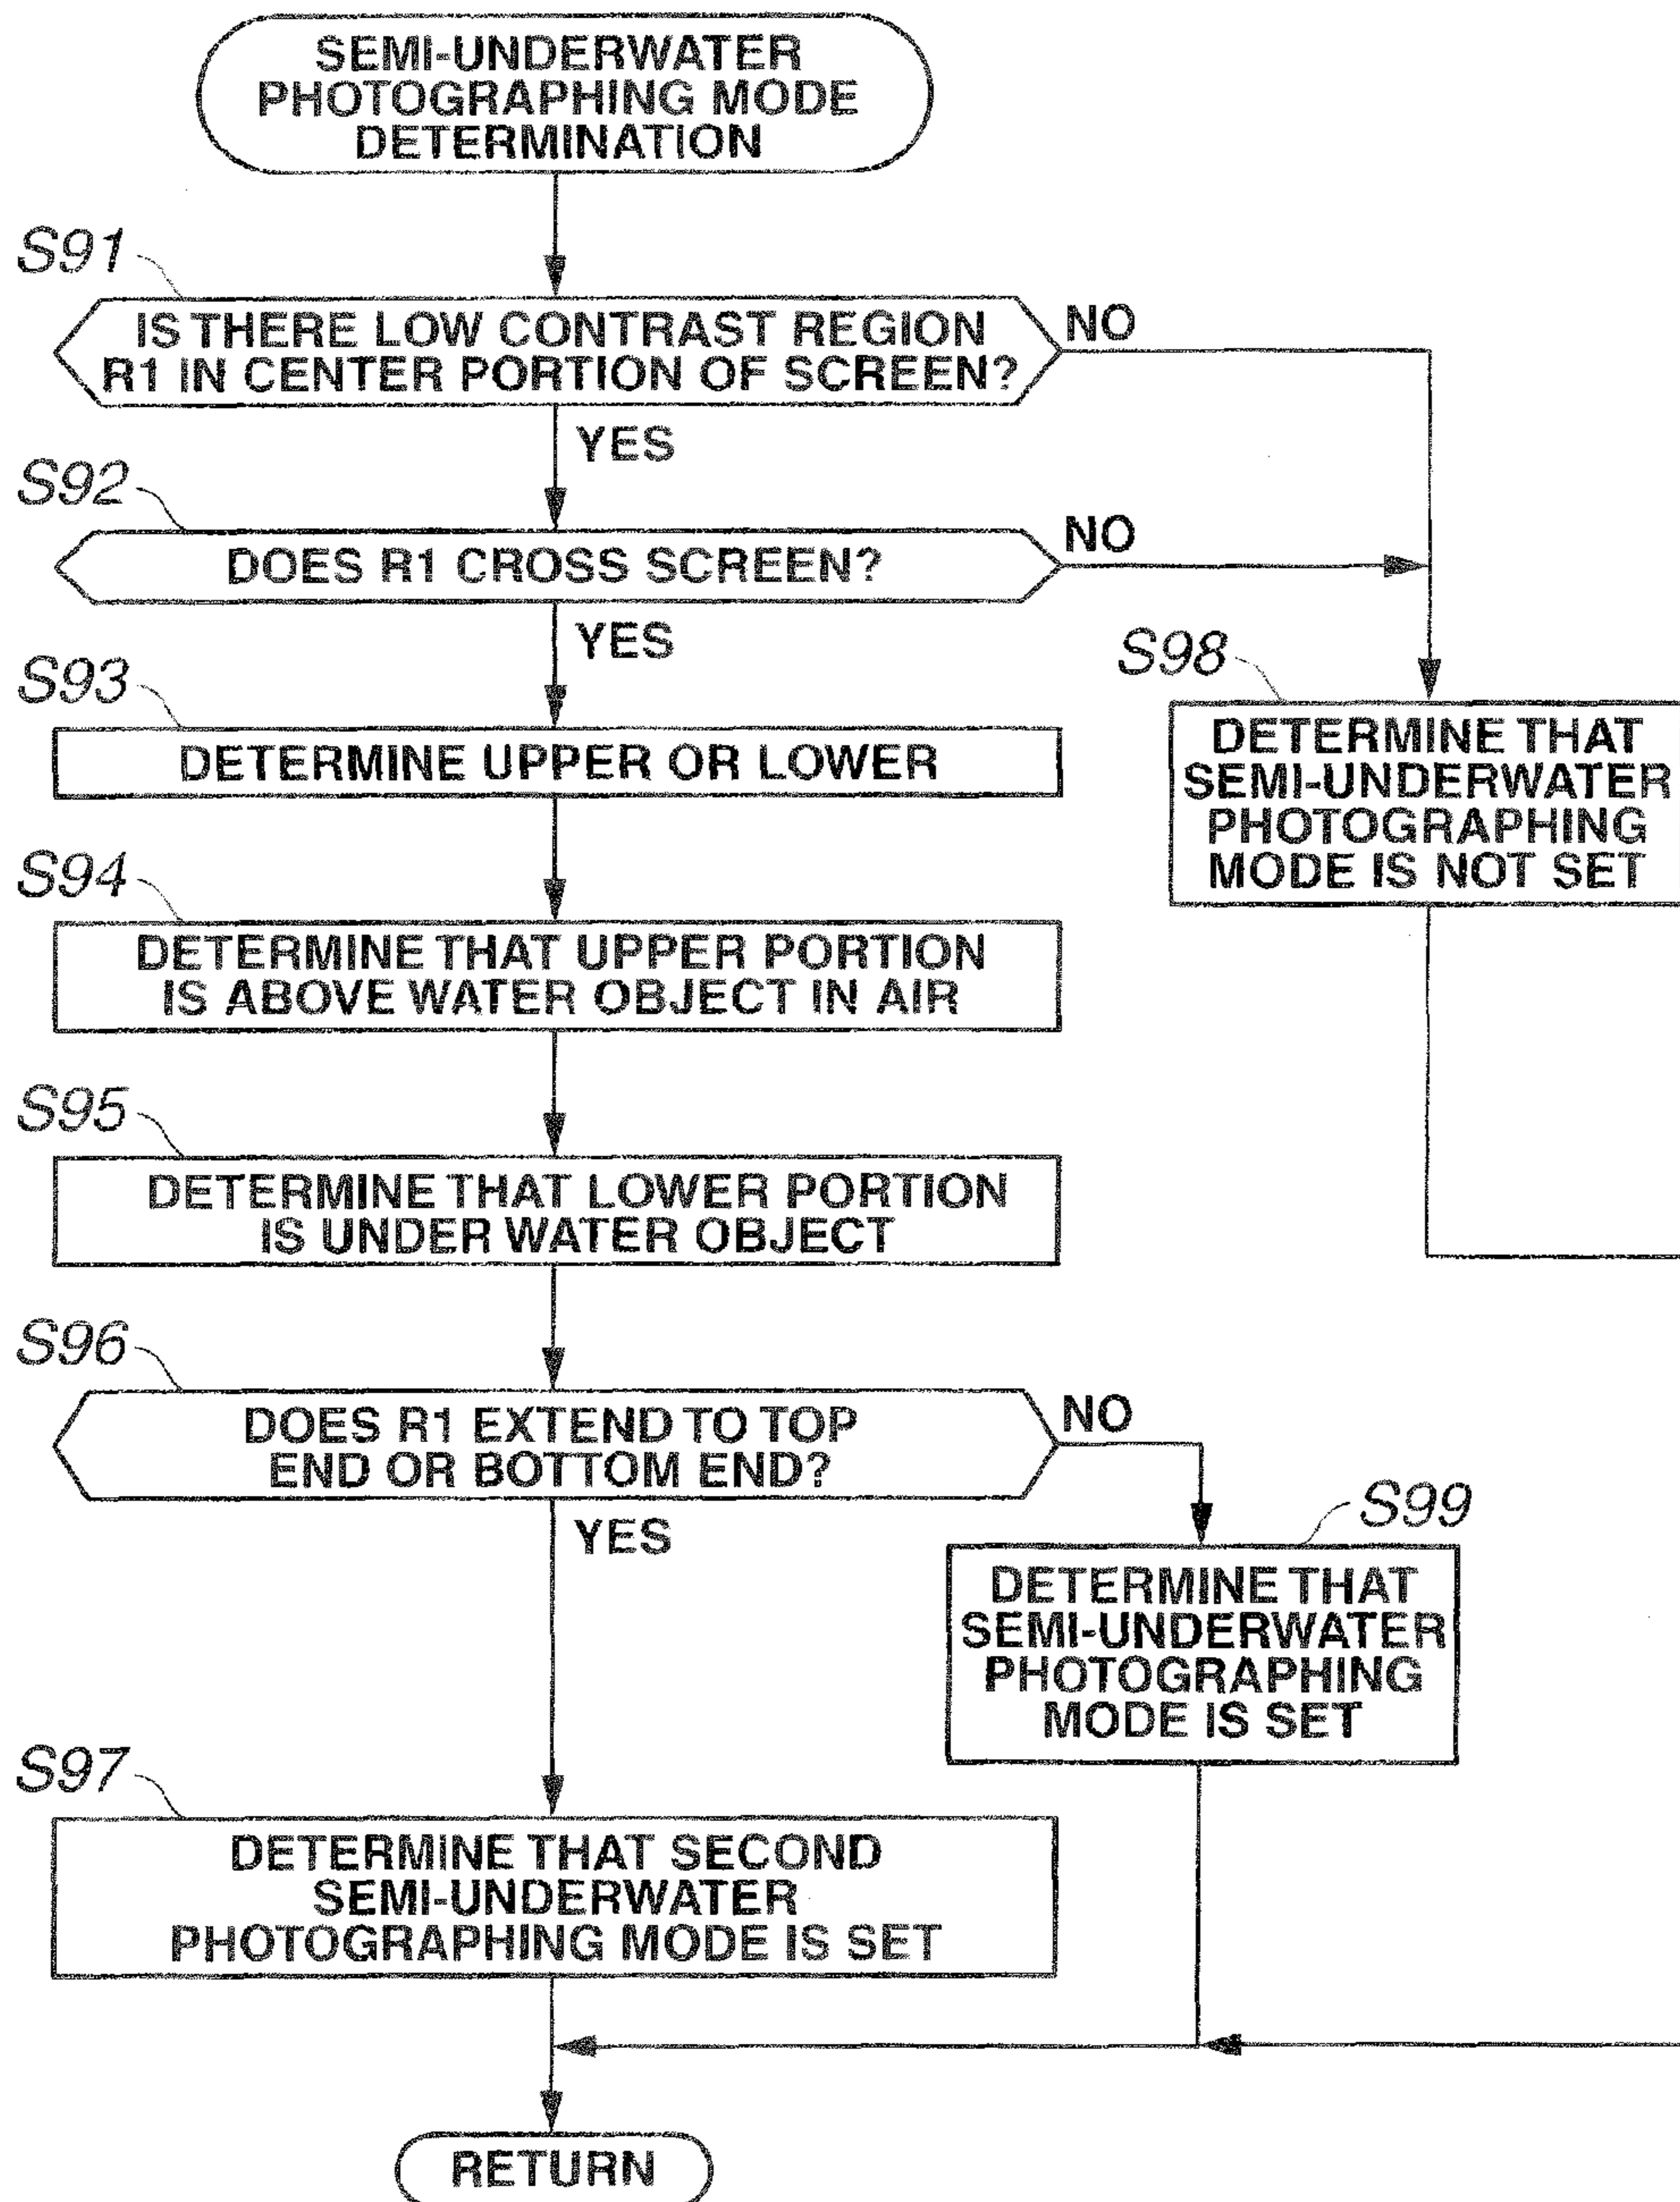 SEMI-UNDERWATER
PHOTOGRAPHING MODE
DETERMINATION
S91
IS THERE LOW CONTRAST REGION
R1 IN CENTER PORTION OF SCREEN?
NO
YES
S92
DOES R1 CROSS SCREEN?
NO
YES
S93
DETERMINE UPPER OR LOWER
S98
DETERMINE THAT
SEMI-UNDERWATER
PHOTOGRAPHING
MODE IS NOT SET
S94
DETERMINE THAT UPPER PORTION
IS ABOVE WATER OBJECT IN AIR
S95
DETERMINE THAT LOWER PORTION
IS UNDER WATER OBJECT
S96
DOES R1 EXTEND TO TOP
END OR BOTTOM END?
NO
YES
S99
DETERMINE THAT
SEMI-UNDERWATER
PHOTOGRAPHING
MODE IS SET
S97
DETERMINE THAT SECOND
SEMI-UNDERWATER
PHOTOGRAPHING MODE IS SET
RETURN